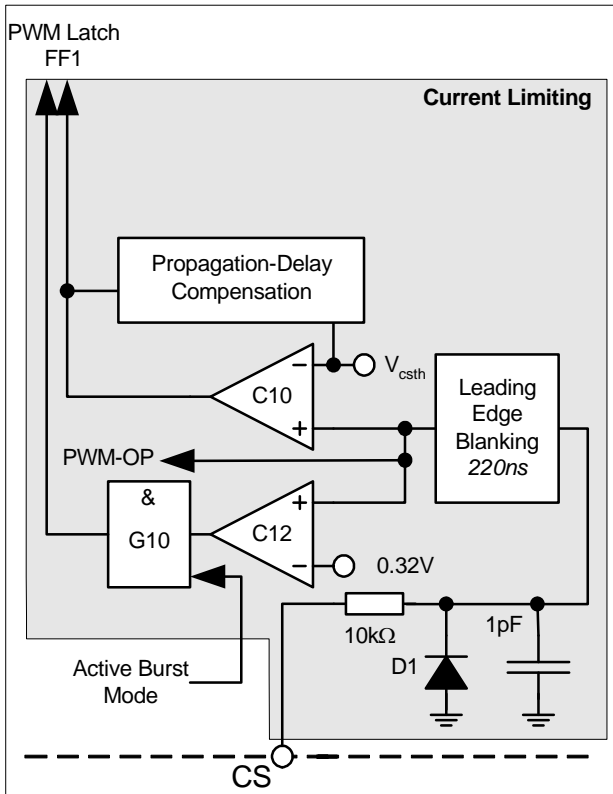 PWM Latch
FF1
Current Limiting
Propagation-Delay
Compensation
Vcsth
C10
Leading
Edge
Blanking
220ns
PWM-OP
&
G10
C12
0.32V
10kΩ
1pF
D1
Active Burst
Mode
CS